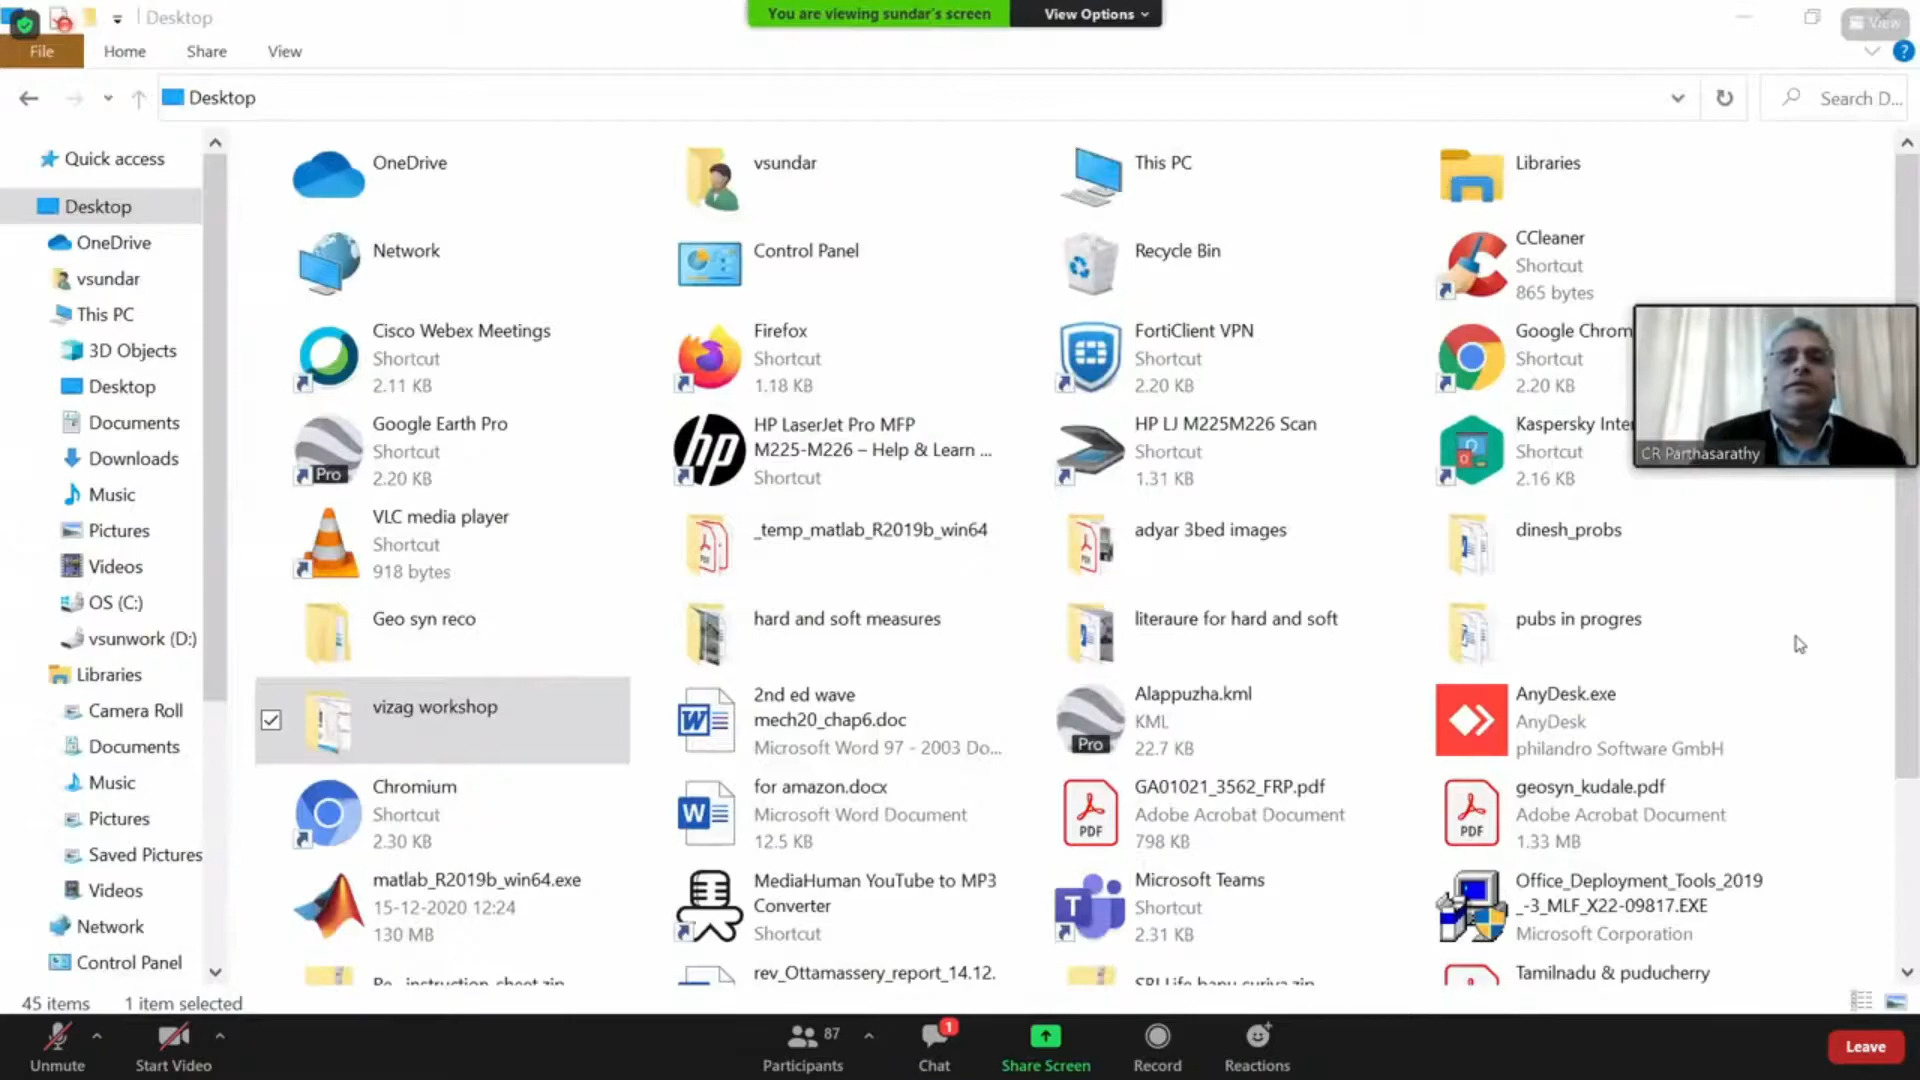 Desktop
You are viewing sundar's screen
View Options
View
File
Home
Share
View
Desktop
Search D...
Quick access
Desktop
OneDrive
vsundar
This PC
3D Objects
Desktop
Documents
Downloads
Music
Pictures
Videos
OS (C:)
vsunwork (D:)
Libraries
Camera Roll
Documents
Music
Pictures
Saved Pictures
Videos
Network
Control Panel
OneDrive
vsundar
This PC
Libraries
Network
Control Panel
Recycle Bin
CCleaner
Shortcut
865 bytes
Cisco Webex Meetings
Shortcut
2.11 KB
Firefox
Shortcut
1.18 KB
FortiClient VPN
Shortcut
2.20 KB
Google Chrom
Shortcut
2.20 KB
Pro
Google Earth Pro
Shortcut
2.20 KB
hp
HP LaserJet Pro MFP
M225-M226 – Help & Learn ...
Shortcut
HP LJ M225M226 Scan
Shortcut
1.31 KB
Kaspersky Inte
Shortcut
2.16 KB
CR Parthasarathy
VLC media player
Shortcut
918 bytes
_temp_matlab_R2019b_win64
adyar 3bed images
dinesh_probs
Geo syn reco
hard and soft measures
literaure for hard and soft
pubs in progres
vizag workshop
2nd ed wave
mech20_chap6.doc
Microsoft Word 97 - 2003 Do...
Pro
Alappuzha.kml
KML
22.7 KB
AnyDesk.exe
AnyDesk
philandro Software GmbH
Chromium
Shortcut
2.30 KB
W
for amazon.docx
Microsoft Word Document
12.5 KB
PDF
GA01021_3562_FRP.pdf
Adobe Acrobat Document
798 KB
PDF
geosyn_kudale.pdf
Adobe Acrobat Document
1.33 MB
matlab_R2019b_win64.exe
15-12-2020 12:24
130 MB
MediaHuman YouTube to MP3
Converter
Shortcut
T
Microsoft Teams
Shortcut
2.31 KB
Office_Deployment_Tools_2019
_-3_MLF_X22-09817.EXE
Microsoft Corporation
rev_Ottamassery_report_14.12.
Tamilnadu & puducherry
45 items
1 item selected
Unmute
Start Video
87
Participants
1
Chat
Share Screen
Record
Reactions
Leave